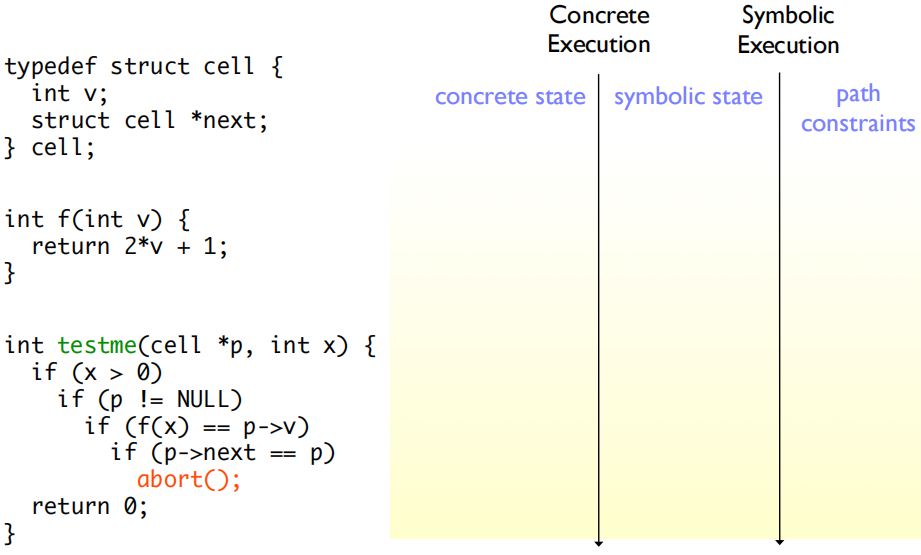 Concrete Execution
Symbolic Execution
concrete state
symbolic state
path constraints
typedef struct cell {
  int v;
  struct cell *next;
} cell;
int f(int v) {
  return 2*v + 1;
}
int testme(cell *p, int x) {
  if (x > 0)
    if (p != NULL)
      if (f(x) == p->v)
        if (p->next == p)
          abort();
  return 0;
}